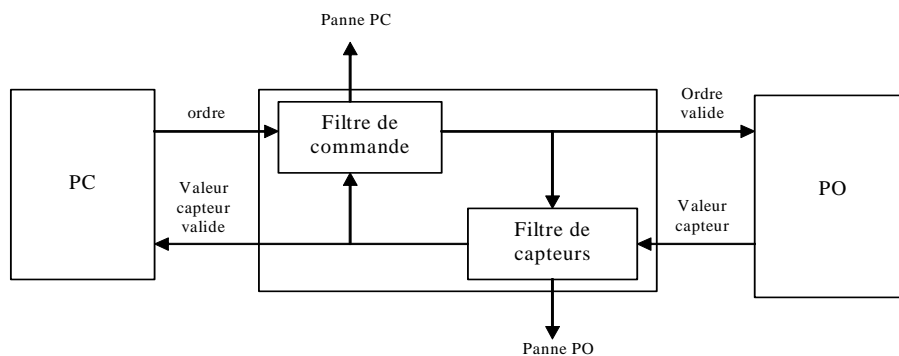 Panne PC
PC
ordre
Filtre de
commande
Ordre
valide
PO
Valeur
capteur
valide
Filtre de
capteurs
Valeur
capteur
Panne PO